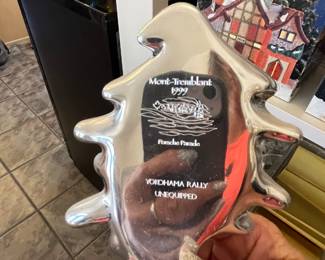 Mont-Tremblant
1999
Porsche Parade
YOKOHAMA RALLY
UNEQUIPPED